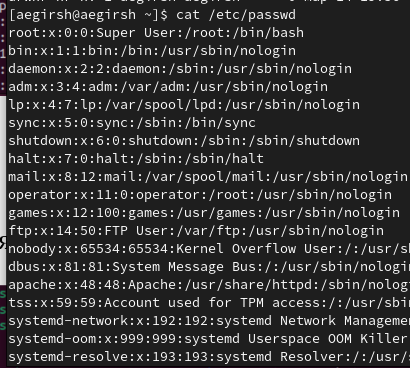 [aegirsh@aegirsh ~]$ cat /etc/passwd
root:x:0:0:Super User:/root:/bin/bash
bin:x:1:1:bin:/bin:/usr/sbin/nologin
daemon:x:2:2:daemon:/sbin:/usr/sbin/nologin
adm:x:3:4:adm:/var/adm:/usr/sbin/nologin
lp:x:4:7:lp:/var/spool/lpd:/usr/sbin/nologin
sync:x:5:0:sync:/sbin:/bin/sync
shutdown:x:6:0:shutdown:/sbin:/sbin/shutdown
halt:x:7:0:halt:/sbin:/sbin/halt
mail:x:8:12:mail:/var/spool/mail:/usr/sbin/nologin
operator:x:11:0:operator:/root:/usr/sbin/nologin
games:x:12:100:games:/usr/games:/usr/sbin/nologin
ftp:x:14:50:FTP User:/var/ftp:/usr/sbin/nologin
nobody:x:65534:65534:Kernel Overflow User:/:/usr/sb
dbus:x:81:81:System Message Bus:/:/usr/sbin/nologin
apache:x:48:48:Apache:/usr/share/httpd:/sbin/nologi
tss:x:59:59:Account used for TPM access:/:/usr/sbi
systemd-network:x:192:192:systemd Network Manageme
systemd-oom:x:999:999:systemd Userspace OOM Killer
systemd-resolve:x:193:193:systemd Resolver:/:/usr/s